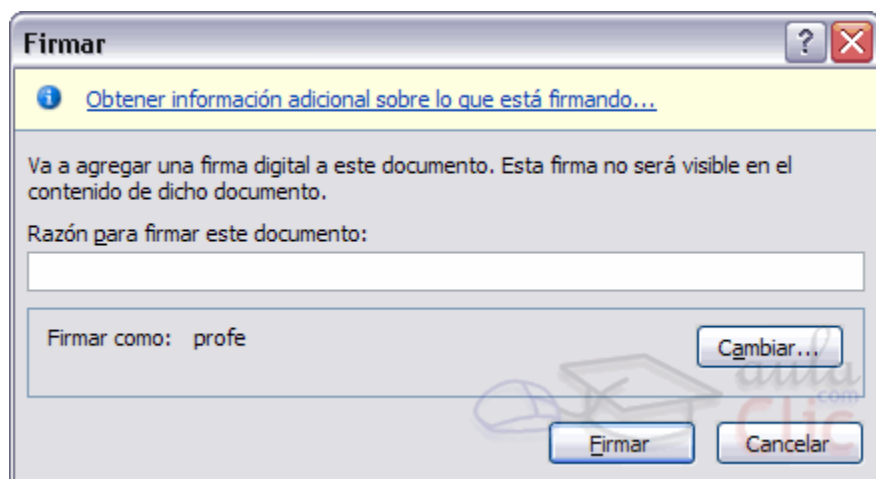 Firmar
Obtener información adicional sobre lo que está firmando...
Va a agregar una firma digital a este documento. Esta firma no será visible en el
contenido de dicho documento.
Razón para firmar este documento:
Firmar como: profe
Cambiar...
aula
.com
Clic
Firmar
Cancelar